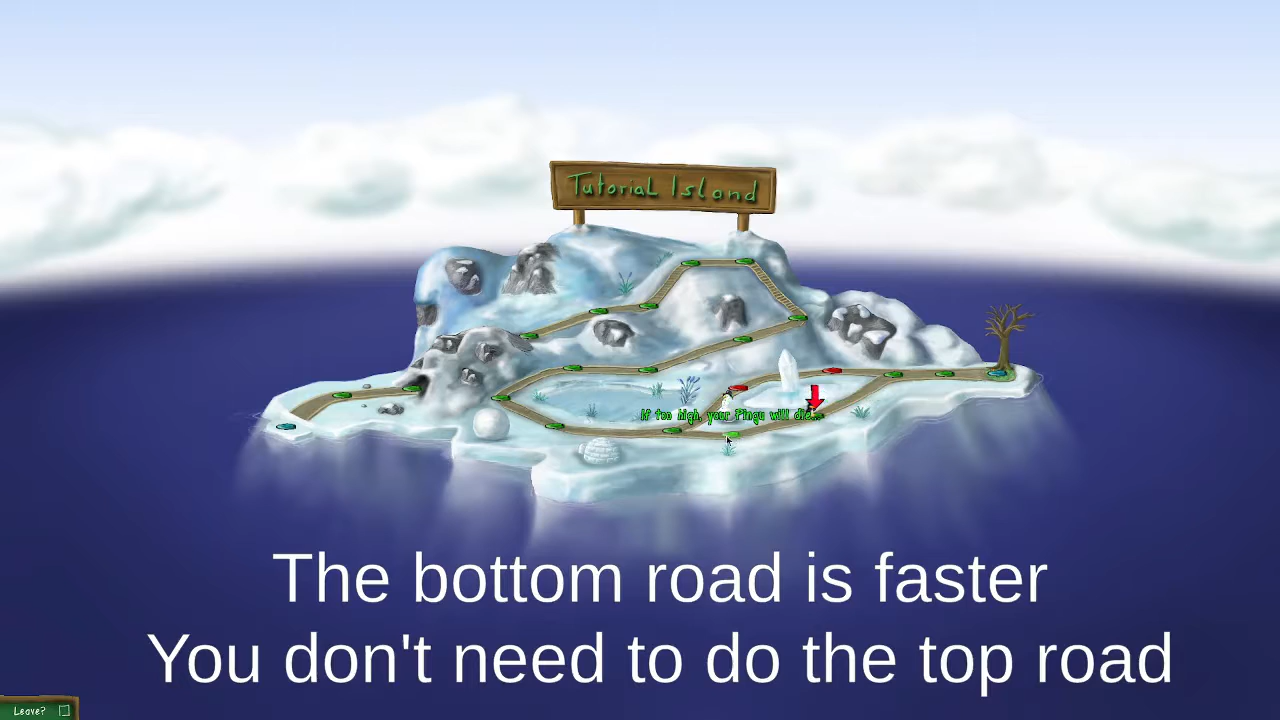 Tutorial Island
If too high, your Pingu will die...
The bottom road is faster
You don't need to do the top road
Leave?